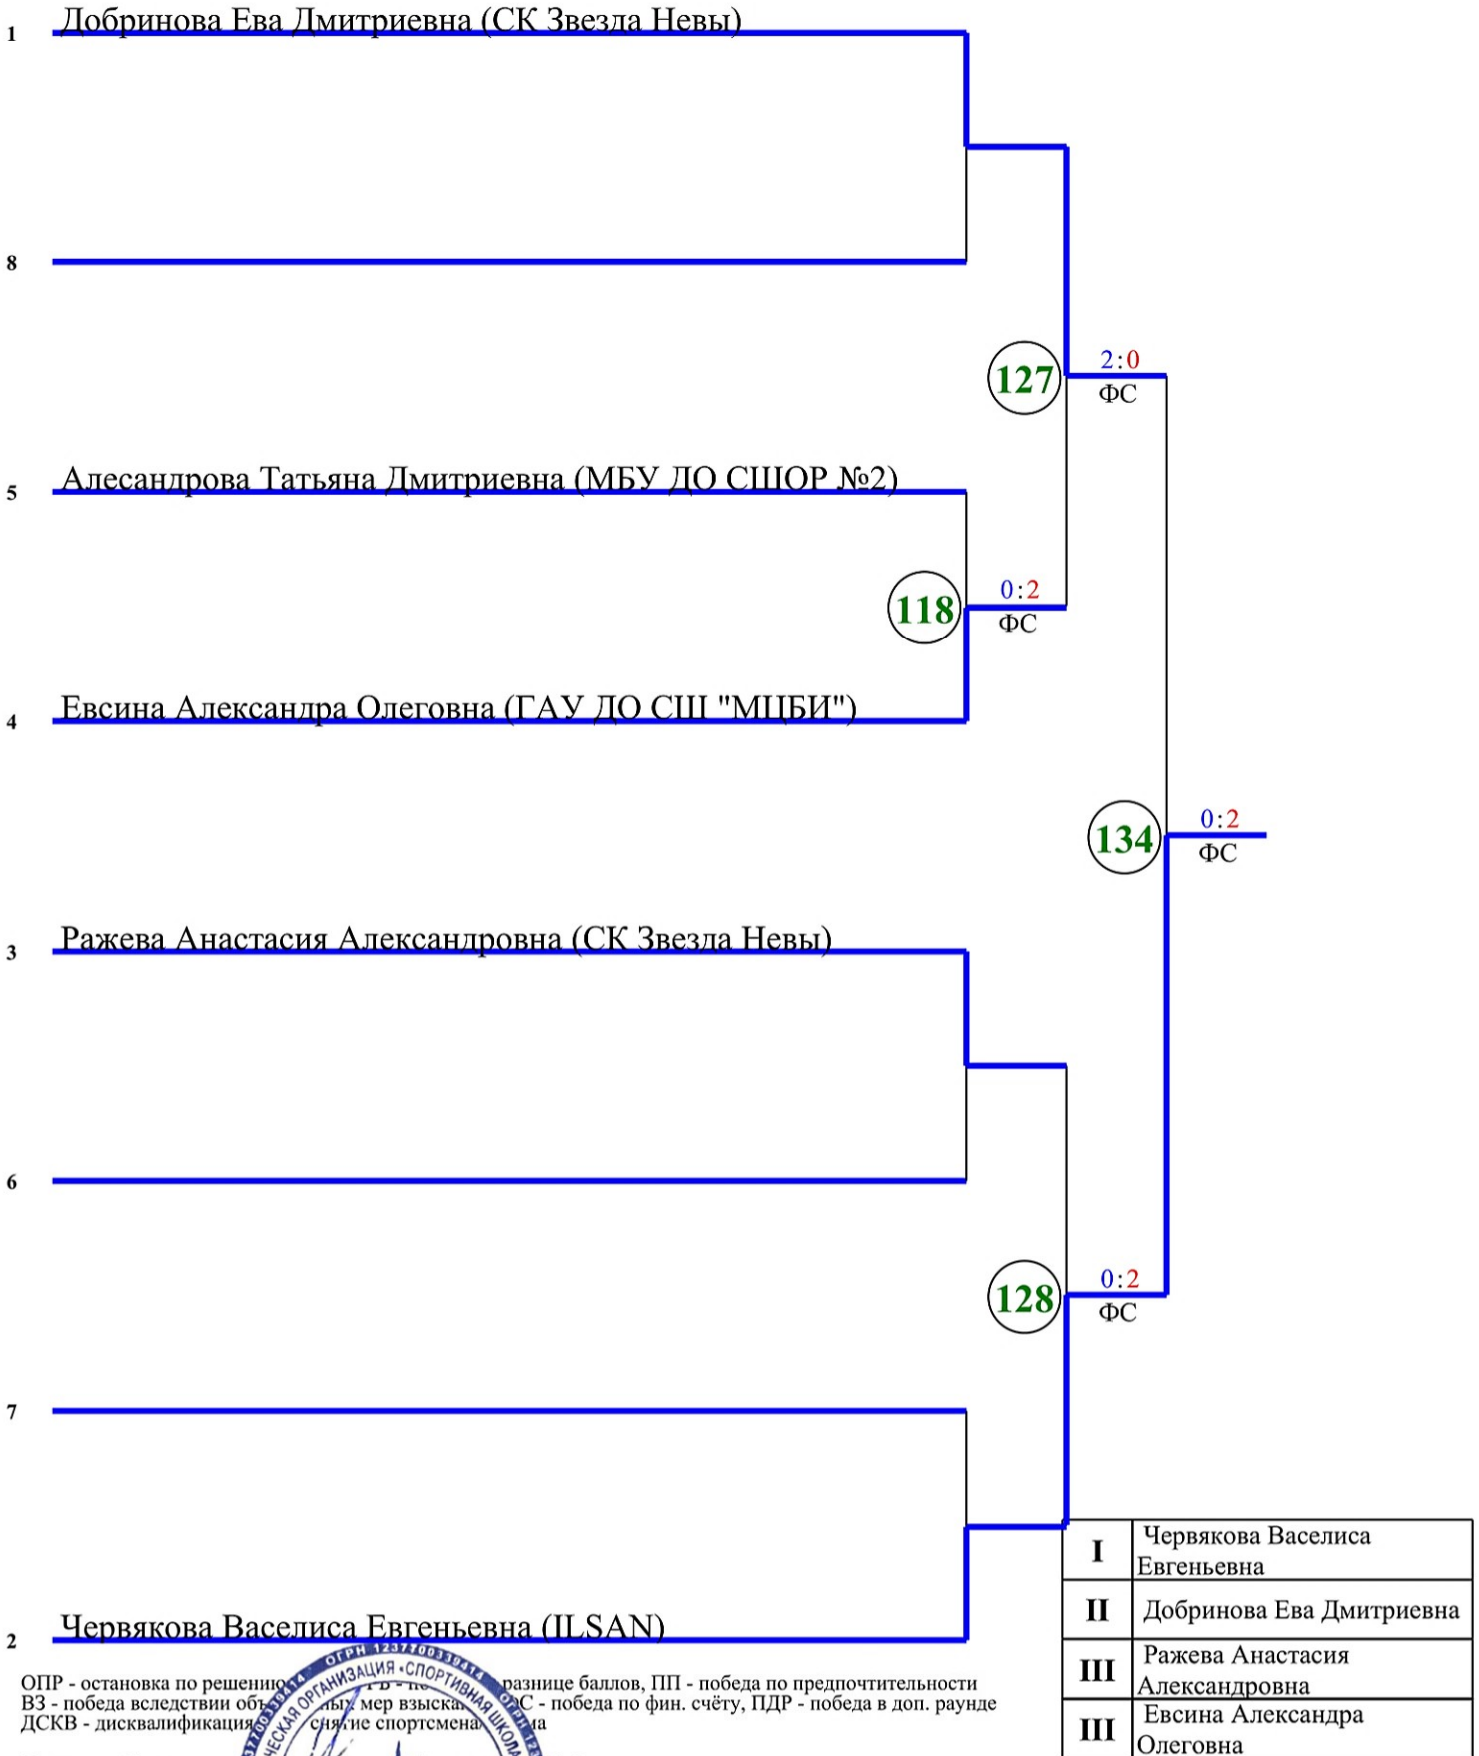 1 Добринова Ева Дмитриевна (СК Звезда Невы)
8
127 2:0
ФС
5 Алесандрова Татьяна Дмитриевна (МБУ ДО СШОР №2)
118 0:2
ФС
4 Евсина Александра Олеговна (ГАУ ДО СШ "МЦБИ")
134 0:2
ФС
3 Ражева Анастасия Александровна (СК Звезда Невы)
6
128 0:2
ФС
7
I Червякова Васелиса
Евгеньевна
II Добринова Ева Дмитриевна
III Ражева Анастасия
Александровна
III Евсина Александра
Олеговна
2 Червякова Васелиса Евгеньевна (ILSAN)
ОПР - остановка по решению разнице баллов, ПП - победа по предпочтительности
ВЗ - победа вследствии мер - победа по фин. счёту, ПДР - победа в доп. раунде
ДСКВ - дисквалификация снятие спортсмена
ОГРН 1237700339414
ОРГАНИЗАЦИЯ «СПОРТИВНАЯ ШКОЛА